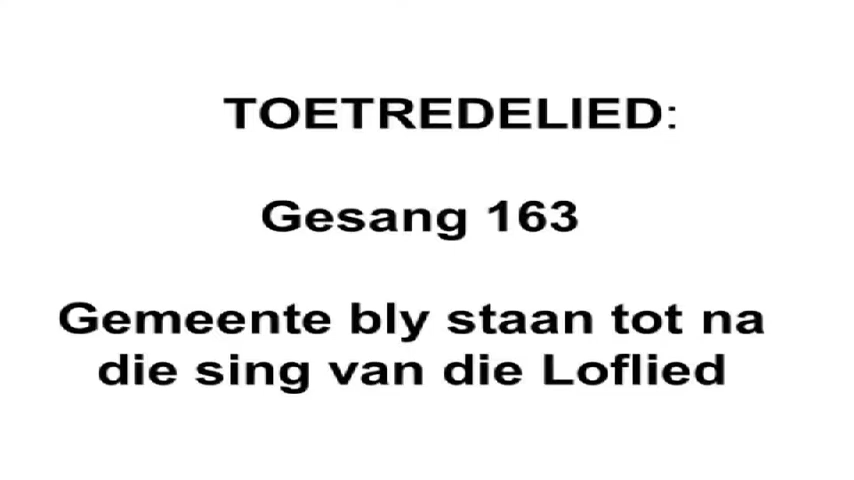 TOETREDELIED:
Gesang 163
Gemeente bly staan tot na
die sing van die Loflied